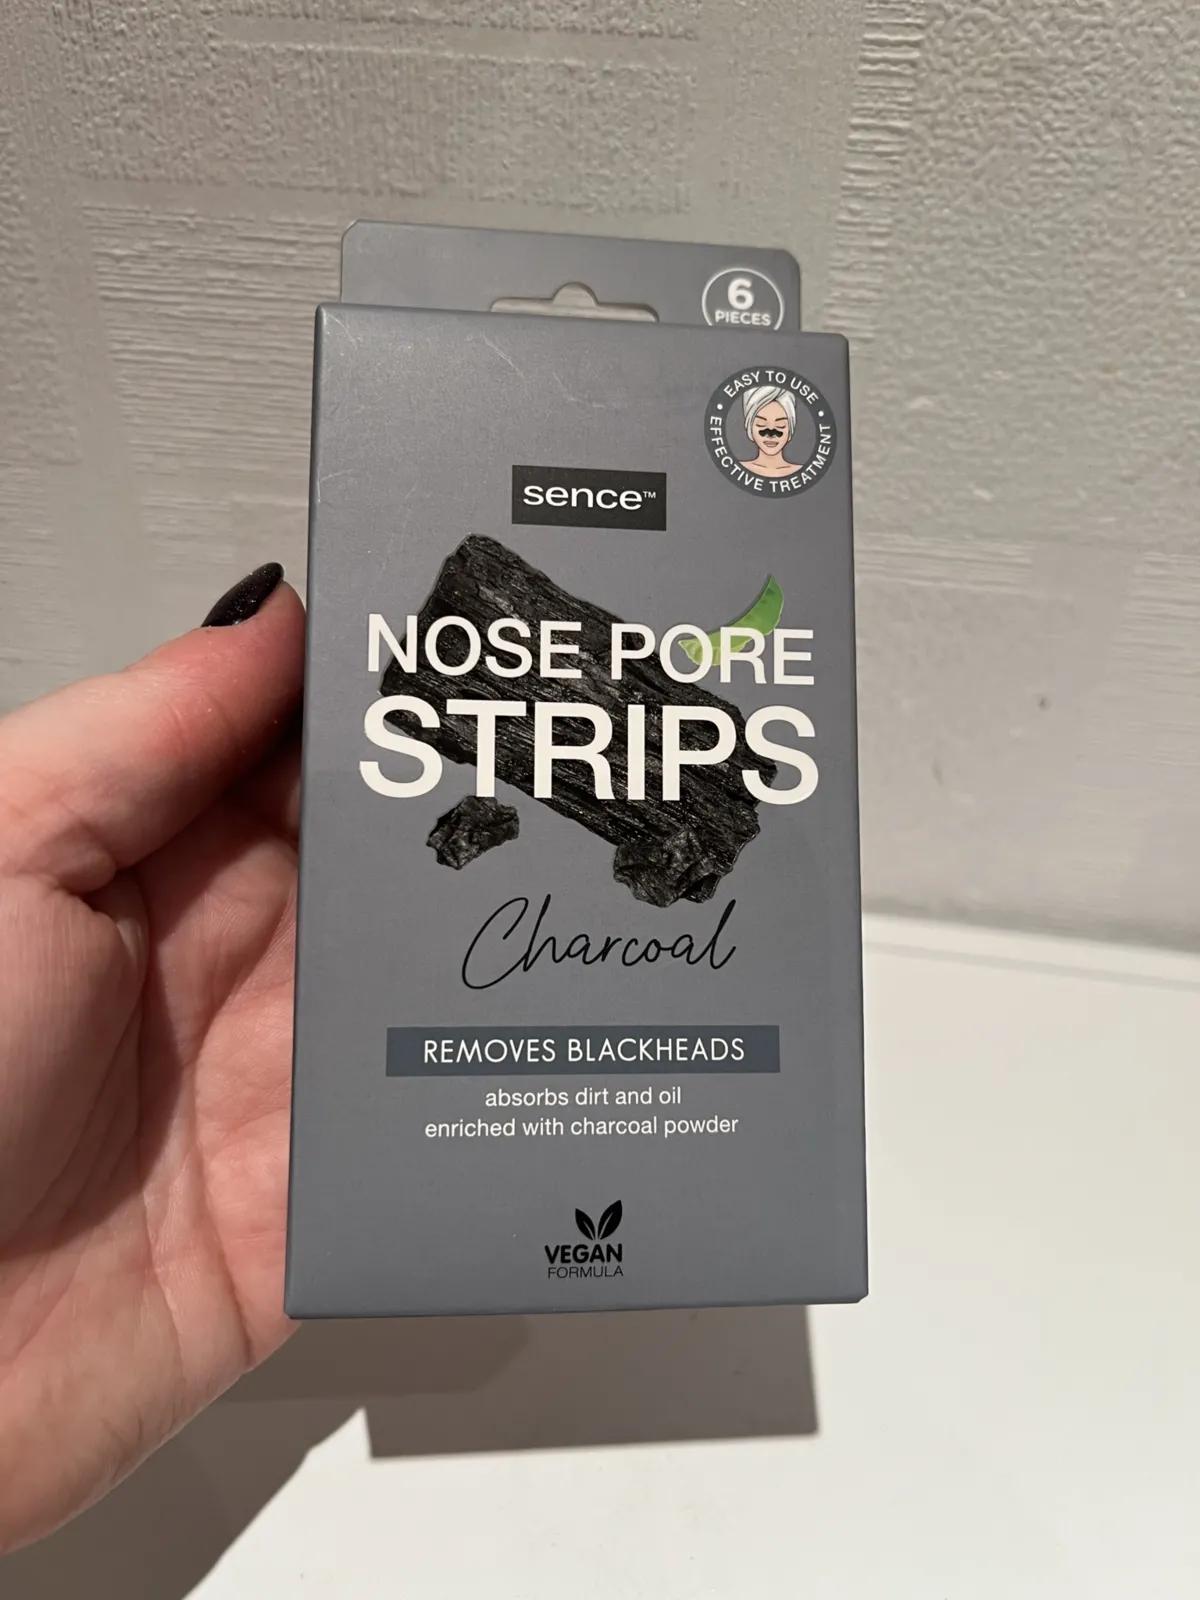 6
PIECES
EASY TO USE
• EFFECTIVE TREATMENT •
sence™
NOSE PORE
STRIPS
Charcoal
REMOVES BLACKHEADS
absorbs dirt and oil
enriched with charcoal powder
VEGAN
FORMULA